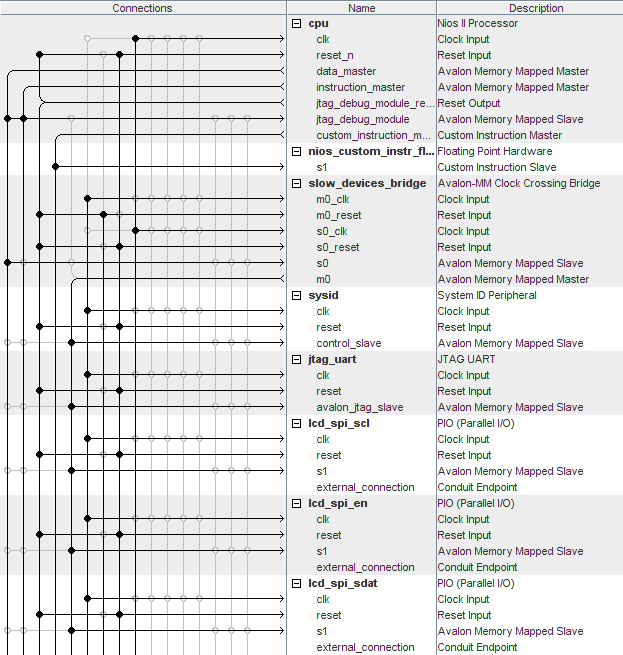 Connections Name Description
cpu Nios II Processor
clk Clock Input
reset_n Reset Input
data_master Avalon Memory Mapped Master
instruction_master Avalon Memory Mapped Master
jtag_debug_module_re... Reset Output
jtag_debug_module Avalon Memory Mapped Slave
custom_instruction_m... Custom Instruction Master
nios_custom_instr_fl... Floating Point Hardware
s1 Custom Instruction Slave
slow_devices_bridge Avalon-MM Clock Crossing Bridge
m0_clk Clock Input
m0_reset Reset Input
s0_clk Clock Input
s0_reset Reset Input
s0 Avalon Memory Mapped Slave
m0 Avalon Memory Mapped Master
sysid System ID Peripheral
clk Clock Input
reset Reset Input
control_slave Avalon Memory Mapped Slave
jtag_uart JTAG UART
clk Clock Input
reset Reset Input
avalon_jtag_slave Avalon Memory Mapped Slave
lcd_spi_scl PIO (Parallel I/O)
clk Clock Input
reset Reset Input
s1 Avalon Memory Mapped Slave
external_connection Conduit Endpoint
lcd_spi_en PIO (Parallel I/O)
clk Clock Input
reset Reset Input
s1 Avalon Memory Mapped Slave
external_connection Conduit Endpoint
lcd_spi_sdat PIO (Parallel I/O)
clk Clock Input
reset Reset Input
s1 Avalon Memory Mapped Slave
external_connection Conduit Endpoint